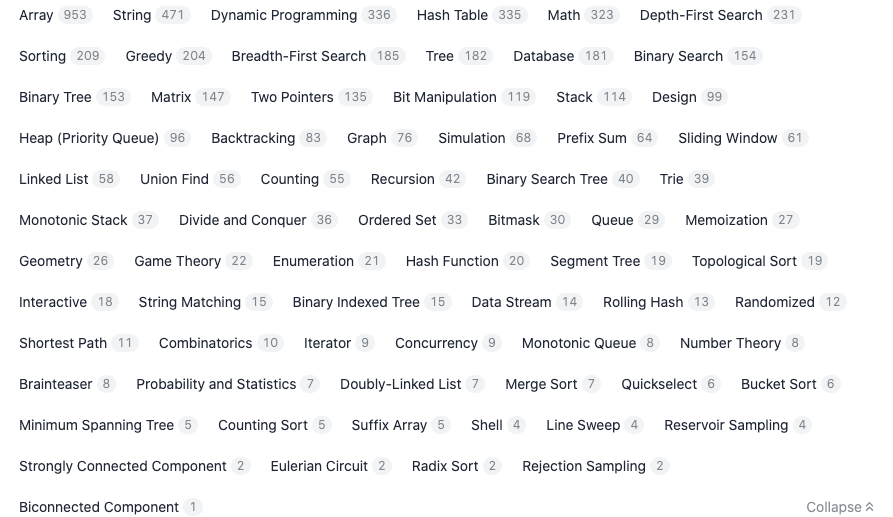 Array 953 String 471 Dynamic Programming 336 Hash Table 335 Math 323 Depth-First Search 231
Sorting 209 Greedy 204 Breadth-First Search 185 Tree 182 Database 181 Binary Search 154
Binary Tree 153 Matrix 147 Two Pointers 135 Bit Manipulation 119 Stack 114 Design 99
Heap (Priority Queue) 96 Backtracking 83 Graph 76 Simulation 68 Prefix Sum 64 Sliding Window 61
Linked List 58 Union Find 56 Counting 55 Recursion 42 Binary Search Tree 40 Trie 39
Monotonic Stack 37 Divide and Conquer 36 Ordered Set 33 Bitmask 30 Queue 29 Memoization 27
Geometry 26 Game Theory 22 Enumeration 21 Hash Function 20 Segment Tree 19 Topological Sort 19
Interactive 18 String Matching 15 Binary Indexed Tree 15 Data Stream 14 Rolling Hash 13 Randomized 12
Shortest Path 11 Combinatorics 10 Iterator 9 Concurrency 9 Monotonic Queue 8 Number Theory 8
Brainteaser 8 Probability and Statistics 7 Doubly-Linked List 7 Merge Sort 7 Quickselect 6 Bucket Sort 6
Minimum Spanning Tree 5 Counting Sort 5 Suffix Array 5 Shell 4 Line Sweep 4 Reservoir Sampling 4
Strongly Connected Component 2 Eulerian Circuit 2 Radix Sort 2 Rejection Sampling 2
Biconnected Component 1 Collapse